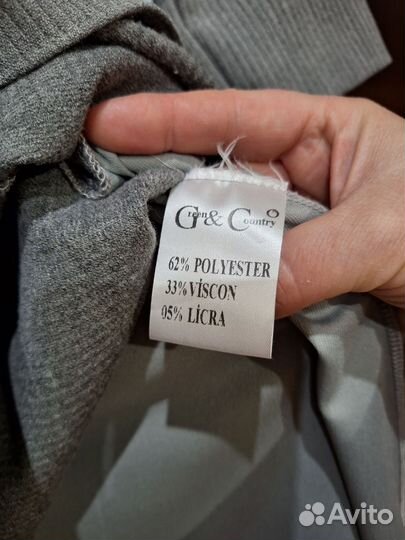 Green & Country
62% POLYESTER
33%VİSCON
05% LİCRA
Avito